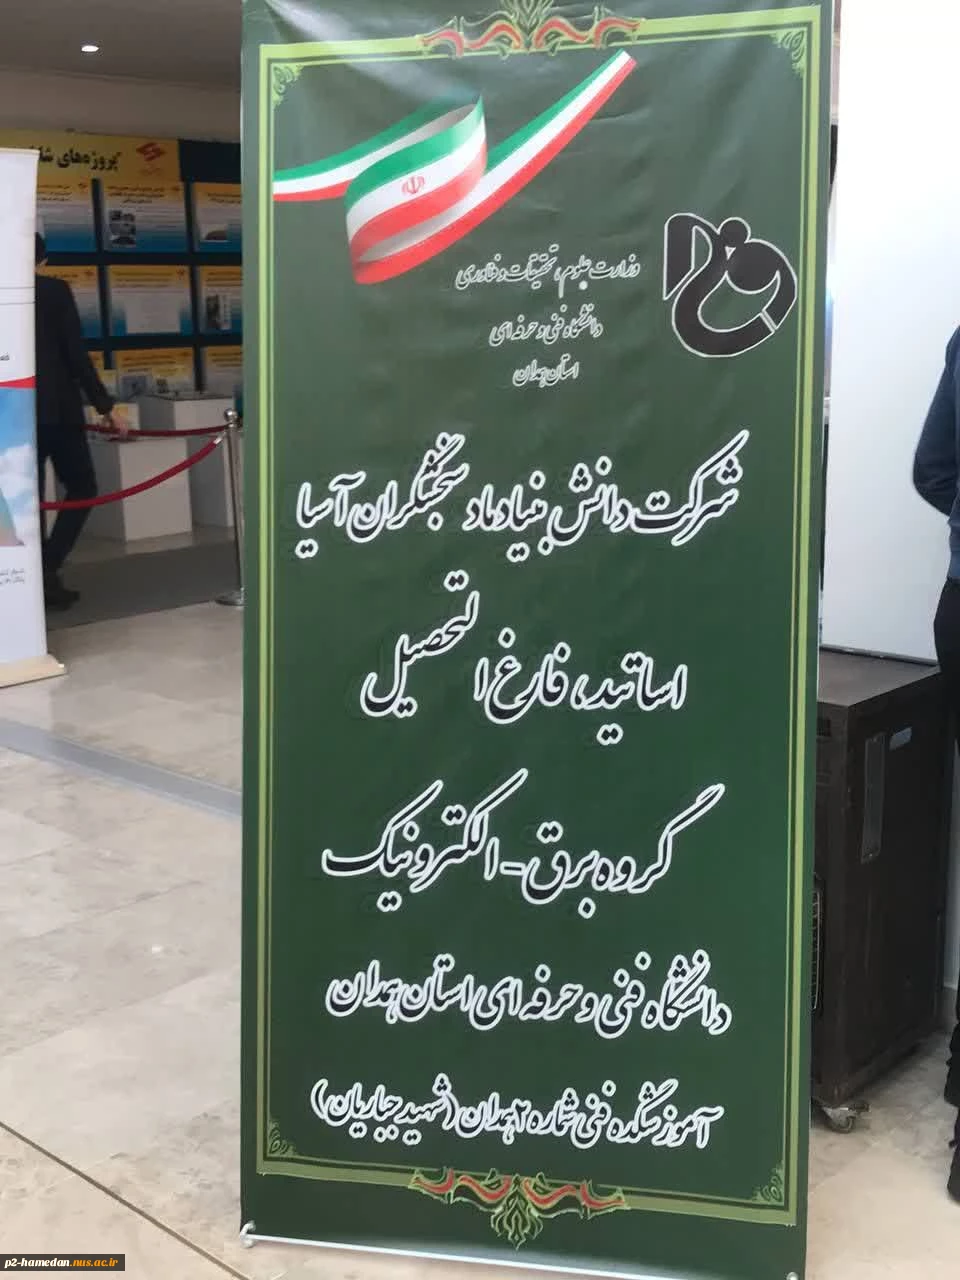 پروژه‌های
وزارت علوم، تحقیقات و فناوری
دانشگاه فنی و حرفه ای
استان همدان
شرکت دانش بنیاد ماد سنجشگران آسیا
اساتید، فارغ التحصیل
گروه برق - الکترونیک
دانشگاه فنی و حرفه ای استان همدان
آموزشکده فنی شماره ۲ همدان (شهید جباریان)
p2-hamedan.nus.ac.ir